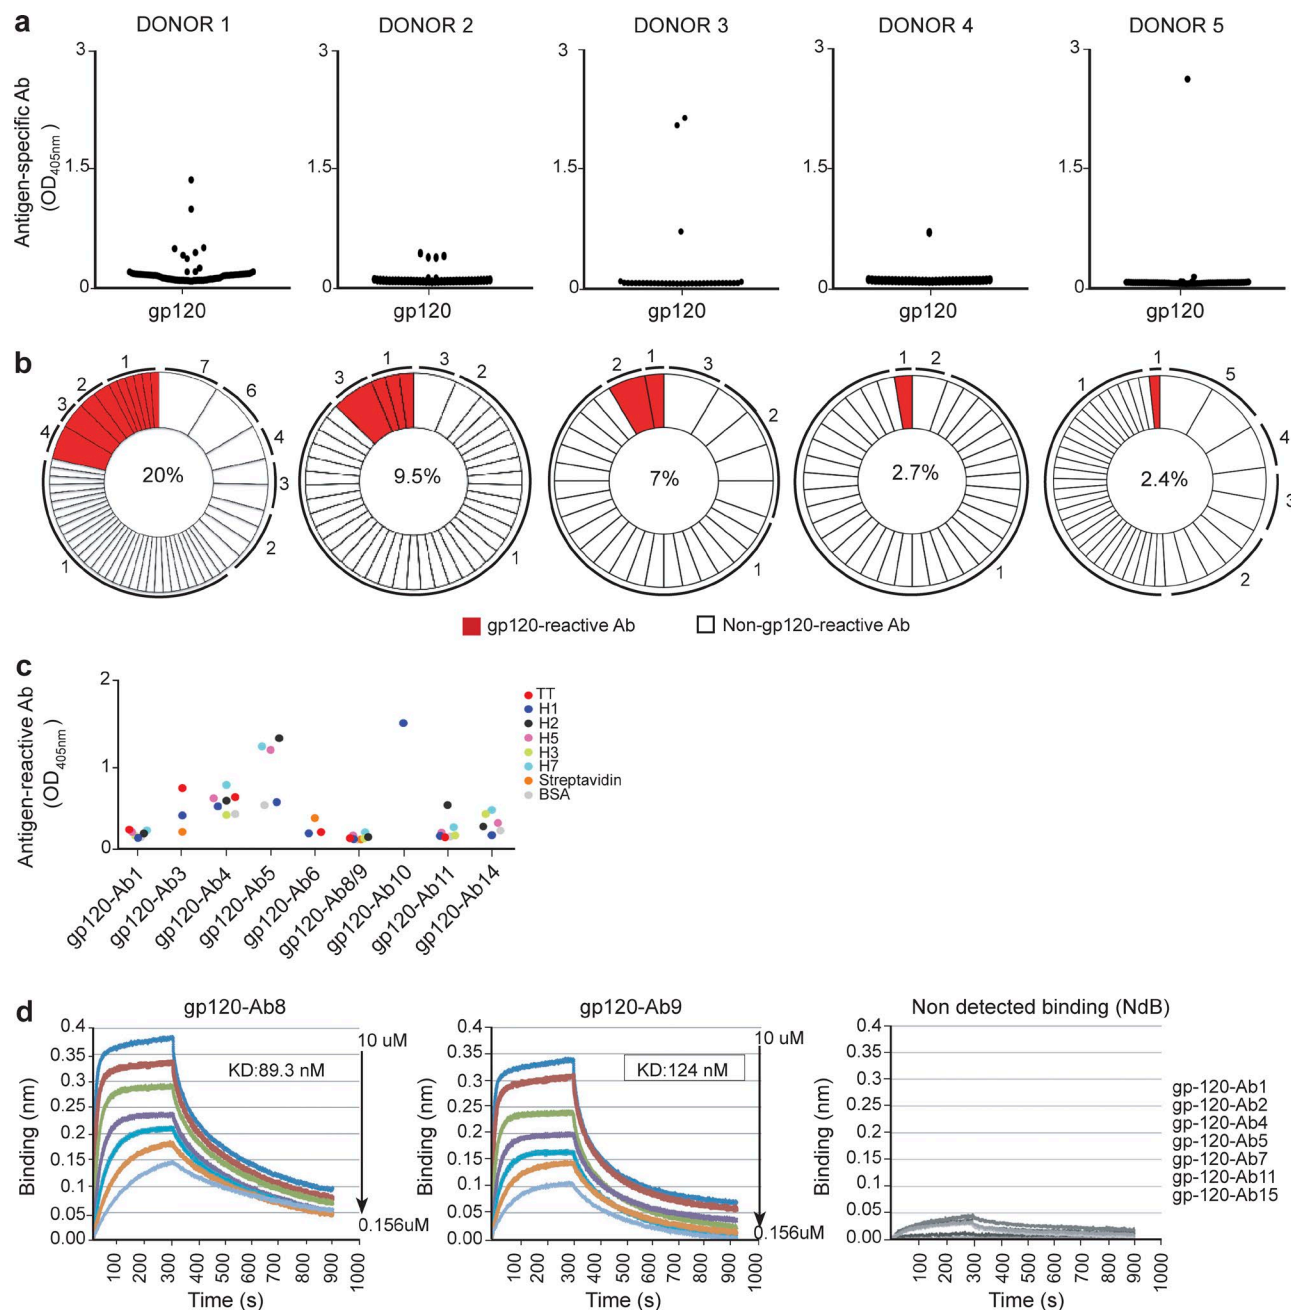 a
DONOR 1
DONOR 2
DONOR 3
DONOR 4
DONOR 5
Antigen-specific Ab
(OD405nm)
3
1.5
0
gp120
3
1.5
0
gp120
3
1.5
0
gp120
3
1.5
0
gp120
3
1.5
0
gp120
b
1
2
3
4
7
6
4
3
2
1
20%
3
1
3
2
1
9.5%
2
1
3
2
1
7%
1
2
1
2.7%
1
1
5
4
3
2
2.4%
gp120-reactive Ab
Non-gp120-reactive Ab
c
Antigen-reactive Ab
(OD405nm)
2
1
0
TT
H1
H2
H5
H3
H7
Streptavidin
BSA
gp120-Ab1
gp120-Ab3
gp120-Ab4
gp120-Ab5
gp120-Ab6
gp120-Ab8/9
gp120-Ab10
gp120-Ab11
gp120-Ab14
d
gp120-Ab8
Binding (nm)
0.4
0.35
0.3
0.25
0.2
0.15
0.1
0.05
0.00
KD:89.3 nM
10 uM
0.156uM
100
200
300
400
500
600
700
800
900
1000
Time (s)
gp120-Ab9
Binding (nm)
0.4
0.35
0.3
0.25
0.2
0.15
0.1
0.05
0.00
KD:124 nM
10 uM
0.156uM
100
200
300
400
500
600
700
800
900
1000
Time (s)
Non detected binding (NdB)
Binding (nm)
0.4
0.35
0.3
0.25
0.2
0.15
0.1
0.05
0.00
100
200
300
400
500
600
700
800
900
1000
Time (s)
gp-120-Ab1
gp-120-Ab2
gp-120-Ab4
gp-120-Ab5
gp-120-Ab7
gp-120-Ab11
gp-120-Ab15